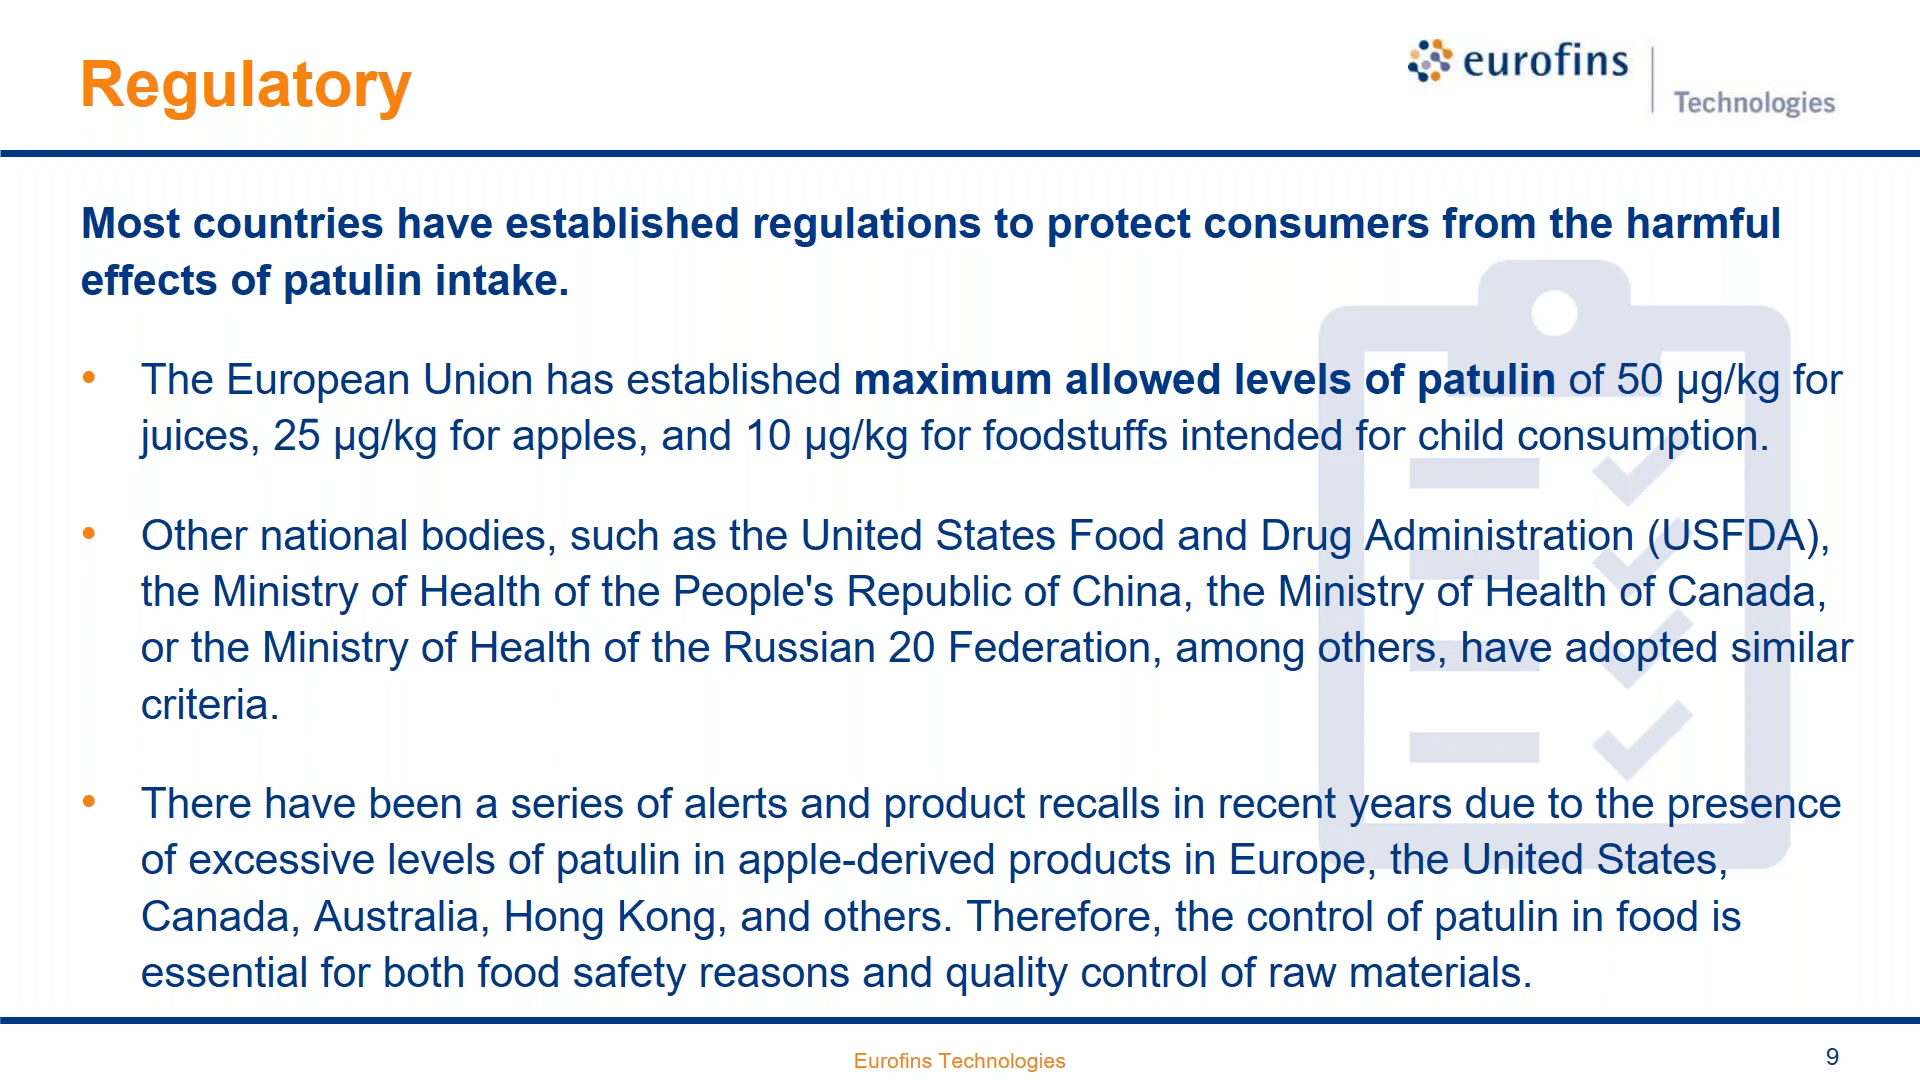 Regulatory
eurofins
Technologies
Most countries have established regulations to protect consumers from the harmful
effects of patulin intake.
• The European Union has established maximum allowed levels of patulin of 50 µg/kg for
juices, 25 µg/kg for apples, and 10 µg/kg for foodstuffs intended for child consumption.
• Other national bodies, such as the United States Food and Drug Administration (USFDA),
the Ministry of Health of the People's Republic of China, the Ministry of Health of Canada,
or the Ministry of Health of the Russian 20 Federation, among others, have adopted similar
criteria.
• There have been a series of alerts and product recalls in recent years due to the presence
of excessive levels of patulin in apple-derived products in Europe, the United States,
Canada, Australia, Hong Kong, and others. Therefore, the control of patulin in food is
essential for both food safety reasons and quality control of raw materials.
Eurofins Technologies
9